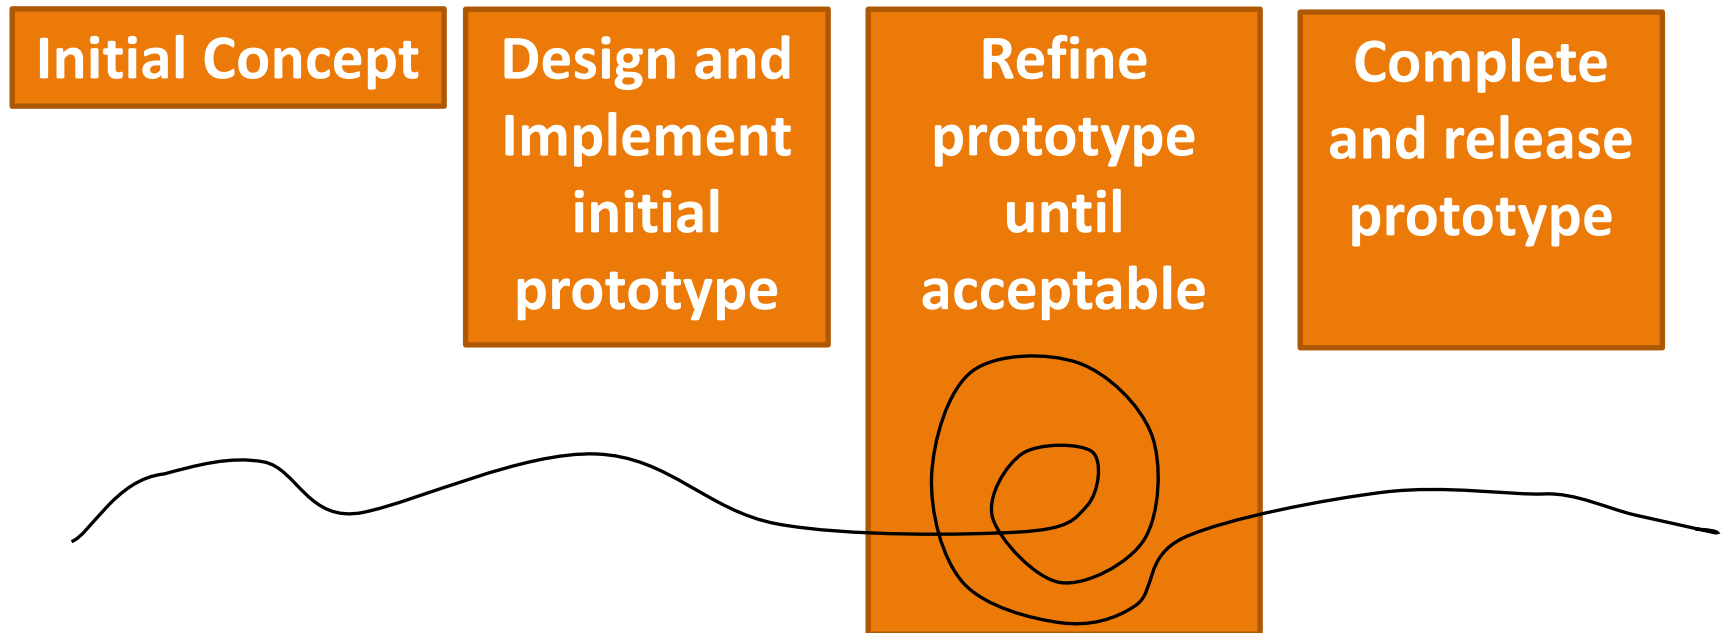 Initial Concept
Design and
Implement
initial
prototype
Refine
prototype
until
acceptable
Complete
and release
prototype